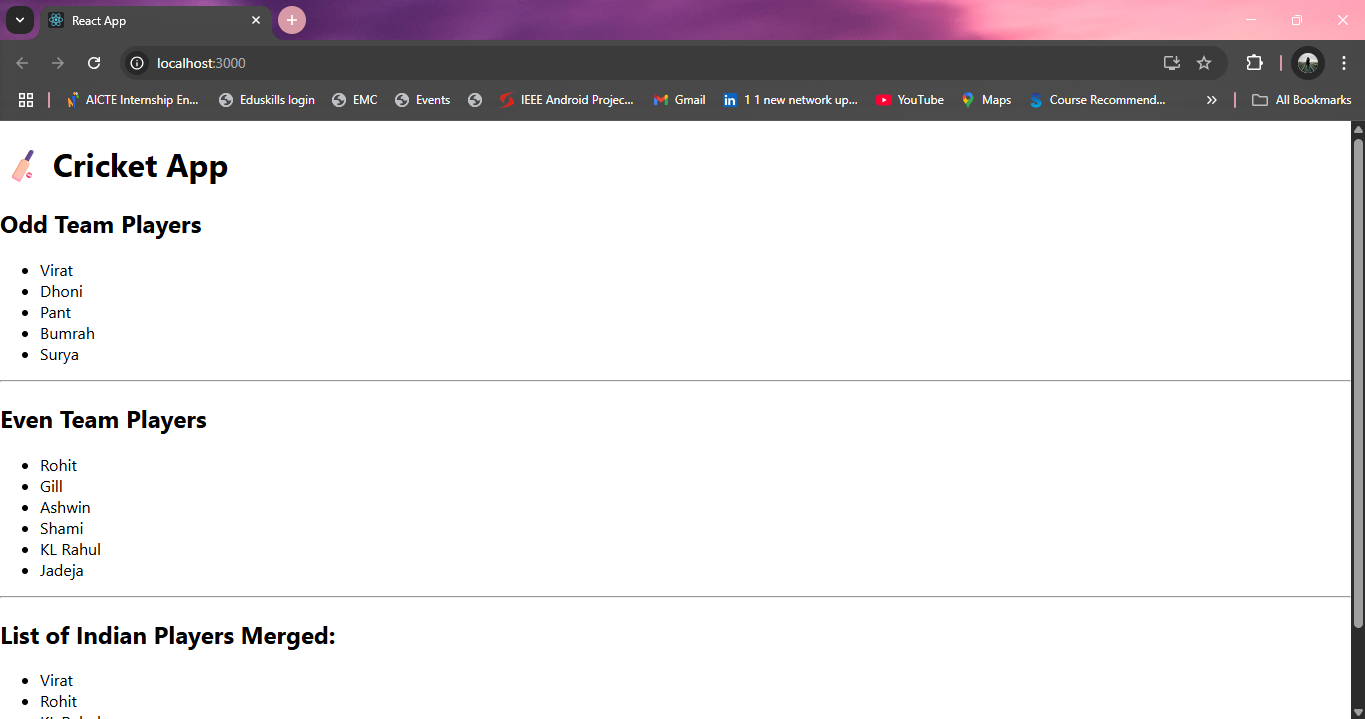 React App
localhost:3000
AICTE Internship En... Eduskills login EMC Events IEEE Android Projec... Gmail 1 1 new network up... YouTube Maps Course Recommend... » All Bookmarks
Cricket App
Odd Team Players
Virat
Dhoni
Pant
Bumrah
Surya
Even Team Players
Rohit
Gill
Ashwin
Shami
KL Rahul
Jadeja
List of Indian Players Merged:
Virat
Rohit